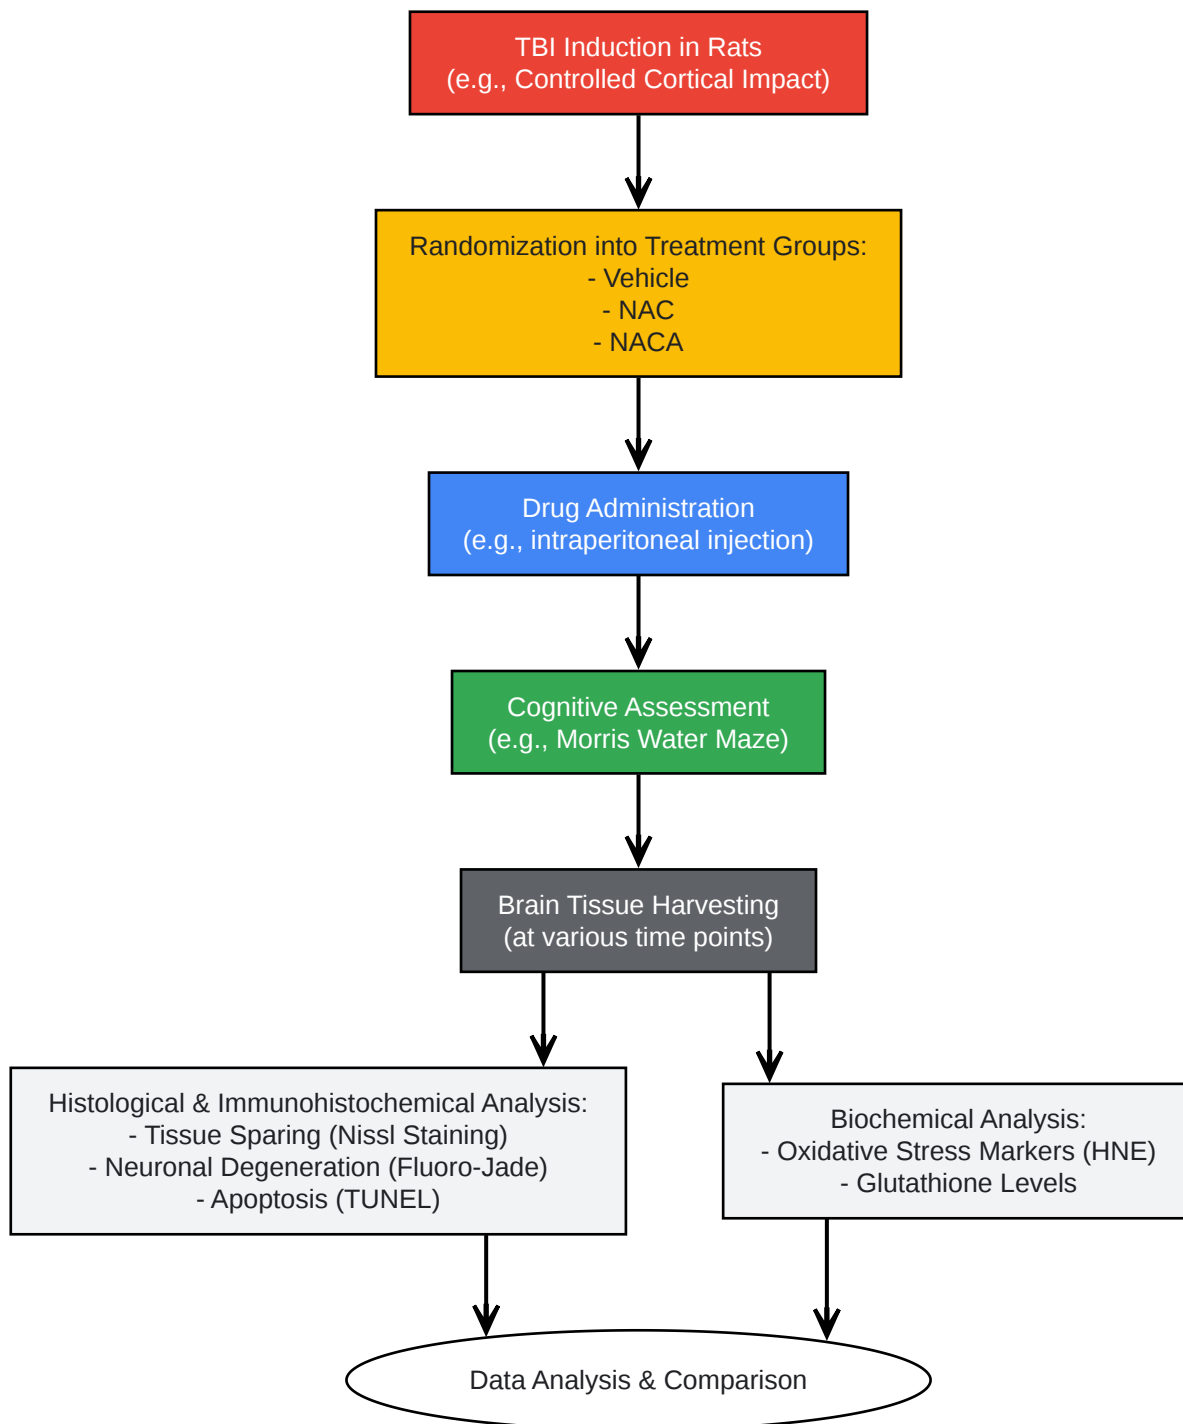 TBI Induction in Rats
(e.g., Controlled Cortical Impact)
Randomization into Treatment Groups:
- Vehicle
- NAC
- NACA
Drug Administration
(e.g., intraperitoneal injection)
Cognitive Assessment
(e.g., Morris Water Maze)
Brain Tissue Harvesting
(at various time points)
Histological & Immunohistochemical Analysis:
- Tissue Sparing (Nissl Staining)
- Neuronal Degeneration (Fluoro-Jade)
- Apoptosis (TUNEL)
Biochemical Analysis:
- Oxidative Stress Markers (HNE)
- Glutathione Levels
Data Analysis & Comparison